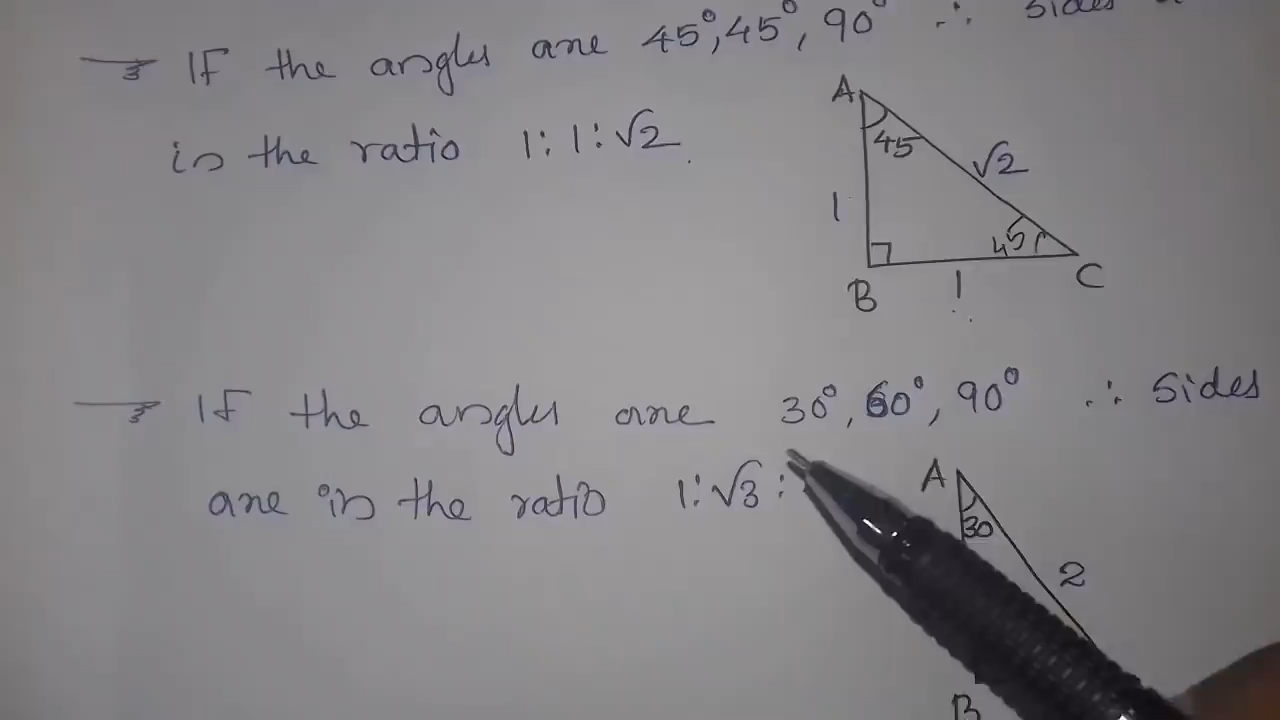 → If the angles are 45°, 45°, 90° ∴ Sides
in the ratio 1:1:√2.
A
45
√2
1
45
B
1
C
→ If the angles are 30°, 60°, 90° ∴ Sides
are in the ratio 1:√3:
A
30
2
B